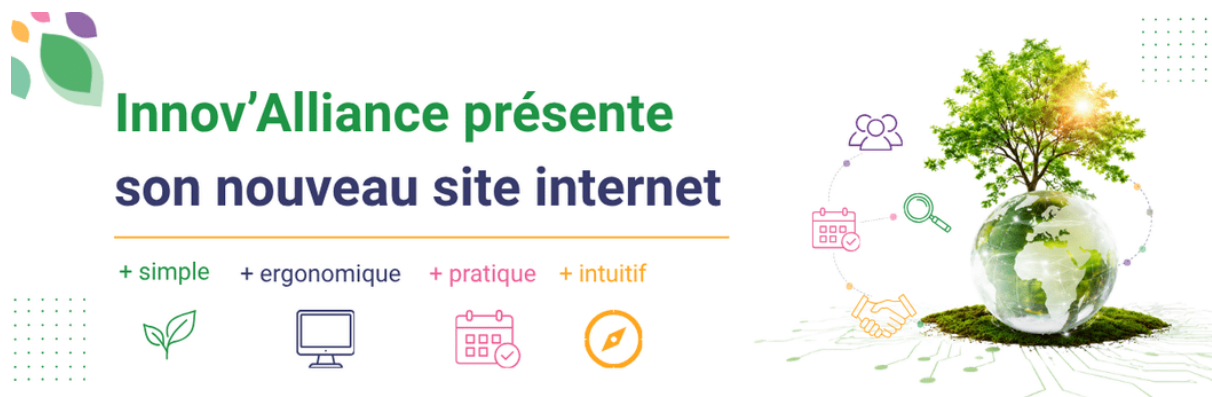 Innov’Alliance présente
son nouveau site internet
+ simple + ergonomique + pratique + intuitif